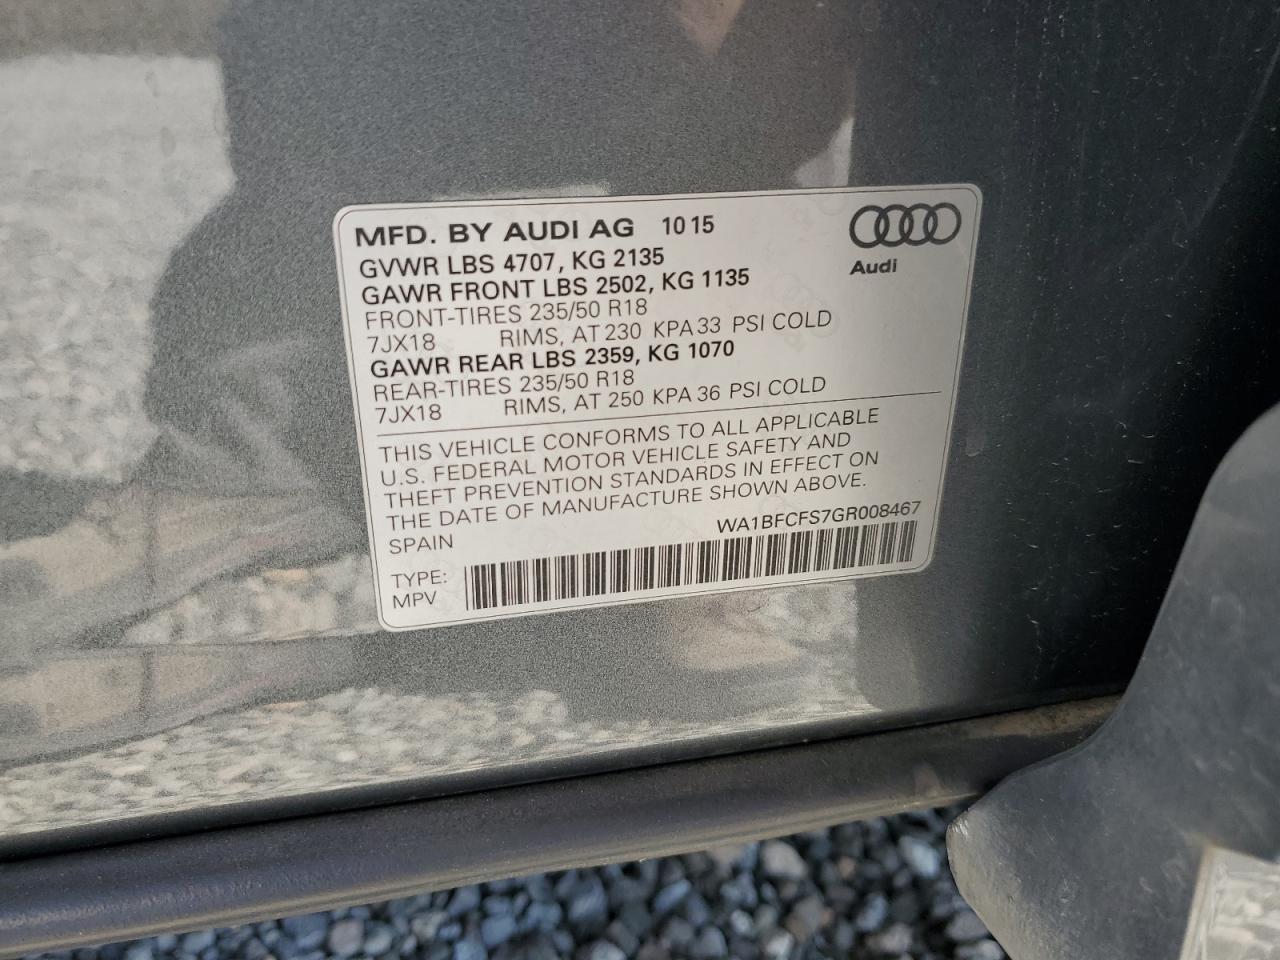 MFD. BY AUDI AG 10 15
Audi
GVWR LBS 4707, KG 2135
GAWR FRONT LBS 2502, KG 1135
FRONT-TIRES 235/50 R18
7JX18 RIMS, AT 230 KPA 33 PSI COLD
GAWR REAR LBS 2359, KG 1070
REAR-TIRES 235/50 R18
7JX18 RIMS, AT 250 KPA 36 PSI COLD
THIS VEHICLE CONFORMS TO ALL APPLICABLE
U.S. FEDERAL MOTOR VEHICLE SAFETY AND
THEFT PREVENTION STANDARDS IN EFFECT ON
THE DATE OF MANUFACTURE SHOWN ABOVE.
SPAIN WA1BFCFS7GR008467
TYPE:
MPV